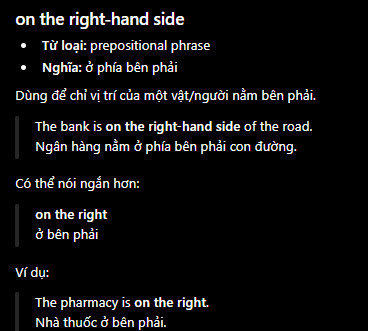 on the right-hand side
• Từ loại: prepositional phrase
• Nghĩa: ở phía bên phải
Dùng để chỉ vị trí của một vật/người nằm bên phải.
The bank is on the right-hand side of the road.
Ngân hàng nằm ở phía bên phải con đường.
Có thể nói ngắn hơn:
on the right
ở bên phải
Ví dụ:
The pharmacy is on the right.
Nhà thuốc ở bên phải.